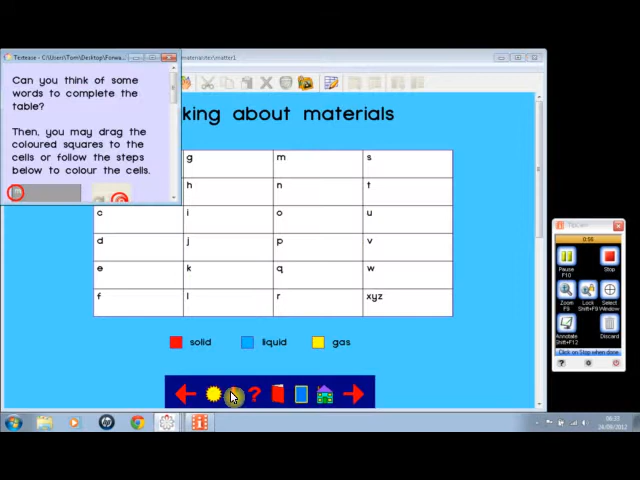 Textease - C:\Users\Tom\Desktop\Forwa
Can you think of some
words to complete the
table?
Then, you may drag the
coloured squares to the
cells or follow the steps
below to colour the cells.
king about materials
g m s
h n t
c i o u
d j p v
e k q w
f l r xyz
solid liquid gas
0:56
Pause
F10
Stop
Zoom
F9
Lock
Shift+F9
Select
Window
Annotate
Shift+F12
Discard
Click on Stop when done
24/09/2012